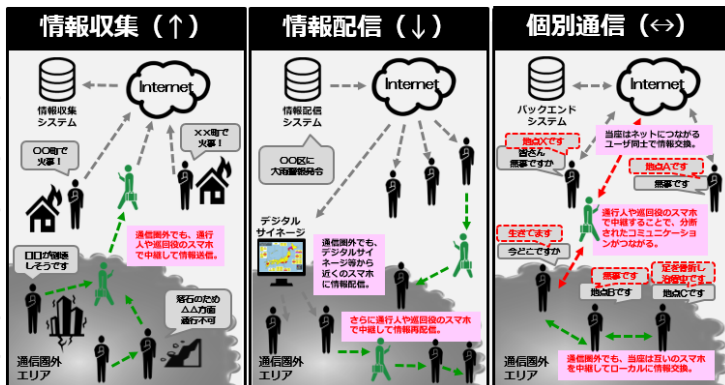 情報収集（↑）
Internet
情報収集
システム
○○町で
火事！
××町で
火事！
通信圏外でも、通行
人や巡回役のスマホ
で中継して情報送信。
口口が倒壊
しそうです
落石のため
△△方面
通行不可
通信圏外
エリア
情報配信（↓）
Internet
情報配信
システム
○○区に
大雨警報発令
デジタル
サイネージ
通信圏外でも、
デジタルサイ
ネージ等から
近くのスマホ
に情報配信。
さらに通行人や巡回役のスマホ
で中継して情報再配信。
通信圏外
エリア
個別通信（↔）
Internet
バックエンド
システム
地点Xです
皆さん
無事ですか
当座はネットにつながる
ユーザ同士で情報交換。
地点Aです
無事です
通行人や巡回役のスマホ
で中継することで、分断
されたコミュニケーション
がつながる。
生きてます
今どこですか
無事です
地点Bです
足を骨折し
治療中です
地点Cです
通信圏外でも、当座は互いのスマホ
を中継してローカルに情報交換。
通信圏外
エリア